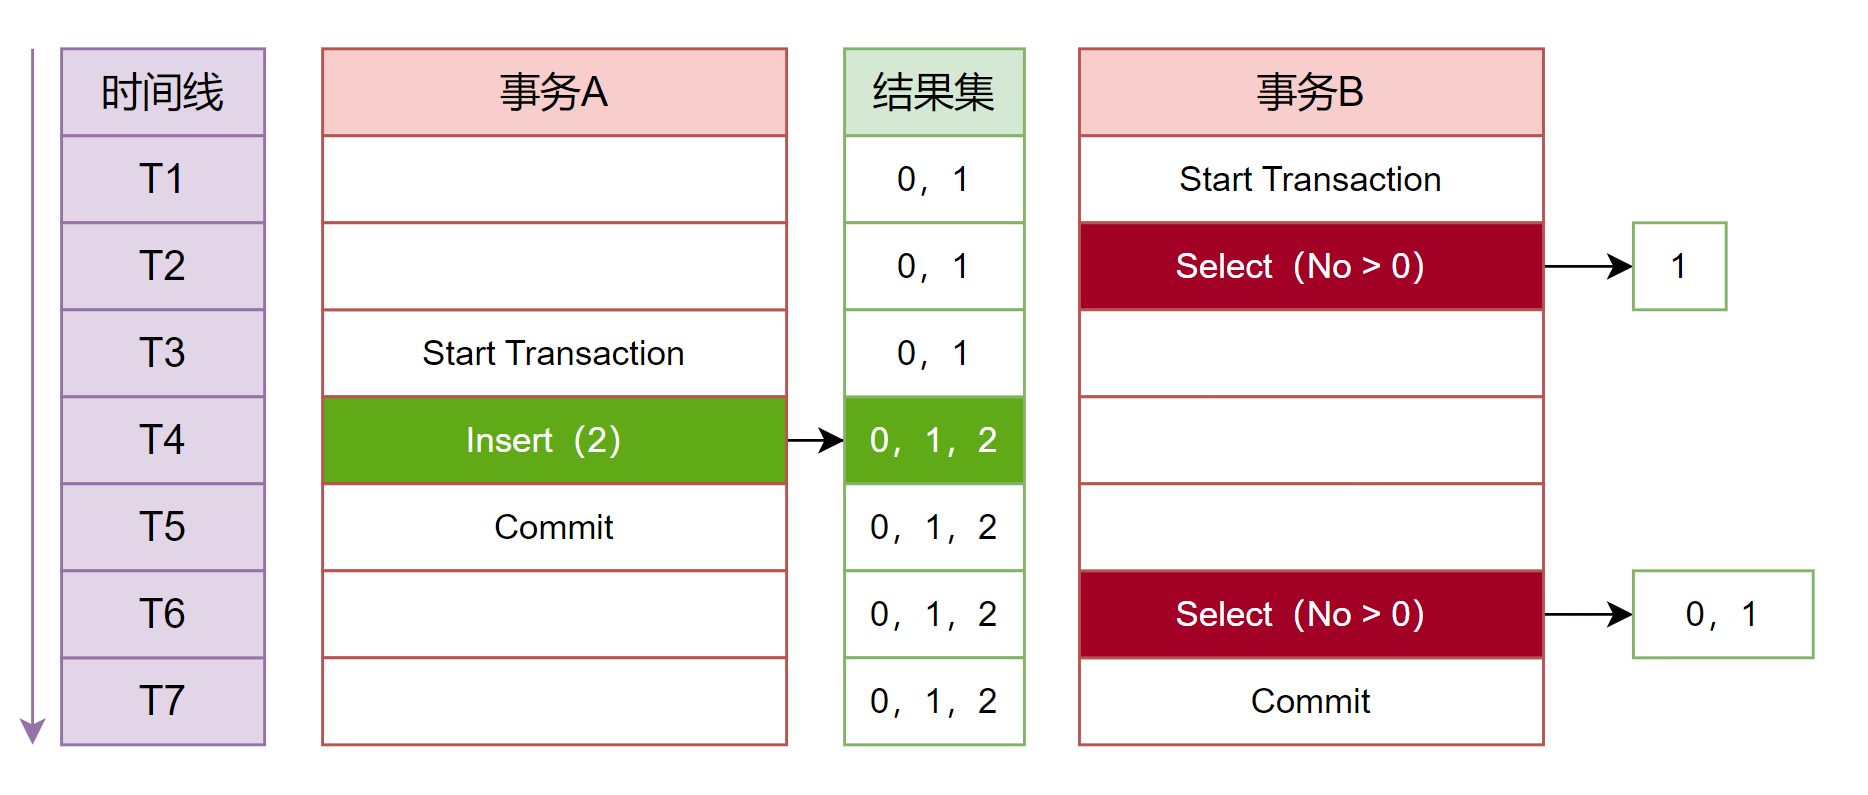 时间线 事务A 结果集 事务B
T1 0，1 Start Transaction
T2 0，1 Select（No > 0） 1
T3 Start Transaction 0，1
T4 Insert（2） 0，1，2
T5 Commit 0，1，2
T6 0，1，2 Select（No > 0） 0，1
T7 0，1，2 Commit